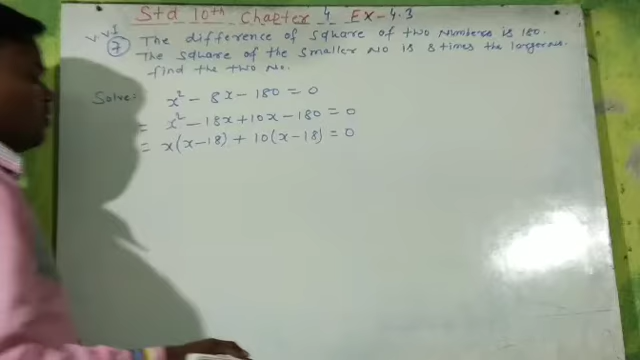 Std 10th Chapter 4 Ex-4.3
V.V.I
7 The difference of square of two Numbers is 180.
The square of the smaller no is 8 times the larger no.
find the two no.
Solve: x² - 8x - 180 = 0
= x² - 18x + 10x - 180 = 0
= x(x-18) + 10(x-18) = 0